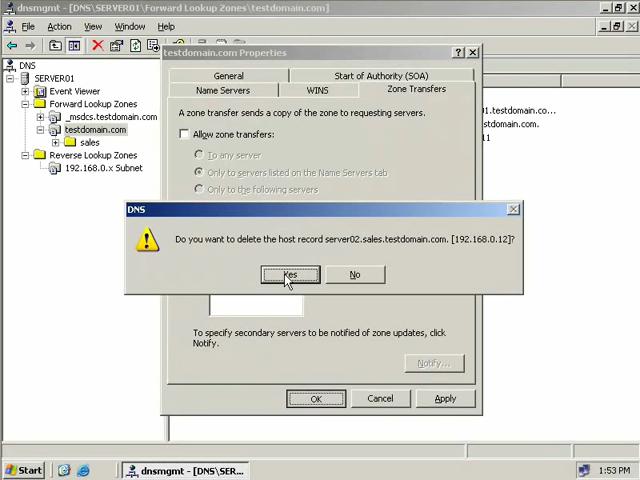 dnsmgmt - [DNS\SERVER01\Forward Lookup Zones\testdomain.com]
File Action View Window Help
DNS
SERVER01
Event Viewer
Forward Lookup Zones
_msdcs.testdomain.com
testdomain.com
sales
Reverse Lookup Zones
192.168.0.x Subnet
testdomain.com Properties
General
Start of Authority (SOA)
Name Servers
WINS
Zone Transfers
A zone transfer sends a copy of the zone to requesting servers.
Allow zone transfers:
To any server
Only to servers listed on the Name Servers tab
Only to the following servers
01.testdomain.co...
testdomain.com.
11
DNS
Do you want to delete the host record server02.sales.testdomain.com. [192.168.0.12]?
Yes
No
To specify secondary servers to be notified of zone updates, click
Notify.
Notify...
OK
Cancel
Apply
Start
dnsmgmt - [DNS\SER...
1:53 PM